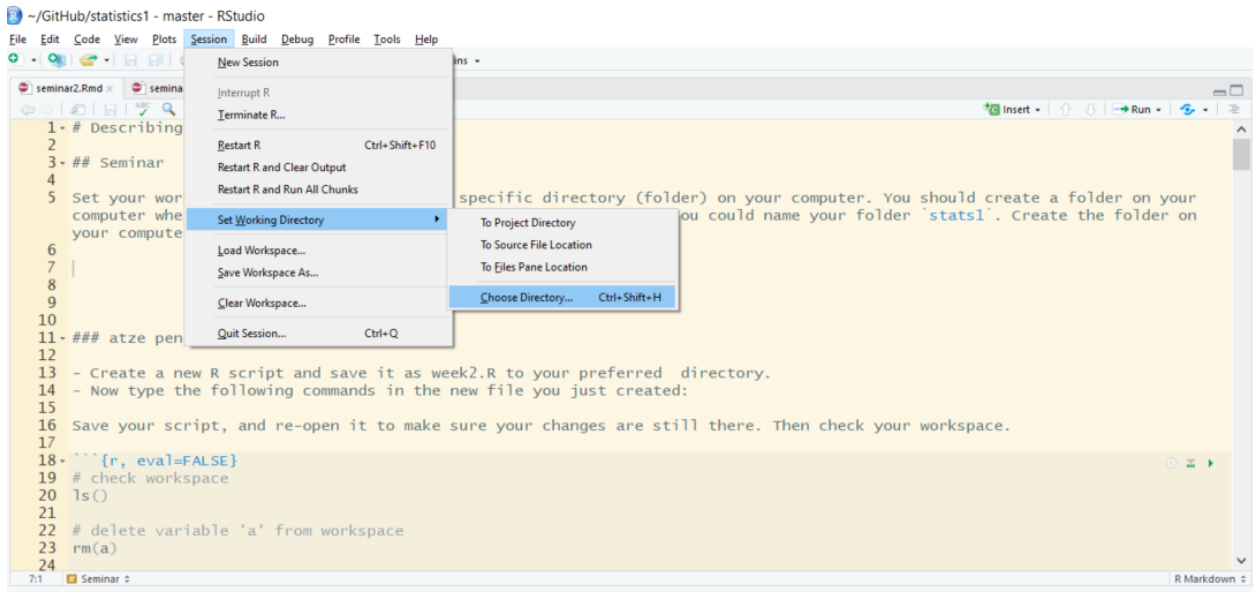 ~/GitHub/statistics1 - master - RStudio
File Edit Code View Plots Session Build Debug Profile Tools Help
ins
seminar2.Rmd × semina
Insert Run
New Session
Interrupt R
Terminate R...
Restart R Ctrl+Shift+F10
Restart R and Clear Output
Restart R and Run All Chunks
Set Working Directory
Load Workspace...
Save Workspace As...
Clear Workspace...
Quit Session... Ctrl+Q
To Project Directory
To Source File Location
To Files Pane Location
Choose Directory... Ctrl+Shift+H
1 # Describing
2
3 ## Seminar
4
5 Set your wor specific directory (folder) on your computer. You should create a folder on your
computer whe ou could name your folder `stats1`. Create the folder on
your compute
6
7
8
9
10
11 ### atze pen
12
13 - Create a new R script and save it as week2.R to your preferred directory.
14 - Now type the following commands in the new file you just created:
15
16 Save your script, and re-open it to make sure your changes are still there. Then check your workspace.
17
18 ```{r, eval=FALSE}
19 # check workspace
20 ls()
21
22 # delete variable 'a' from workspace
23 rm(a)
24
7:1 Seminar R Markdown